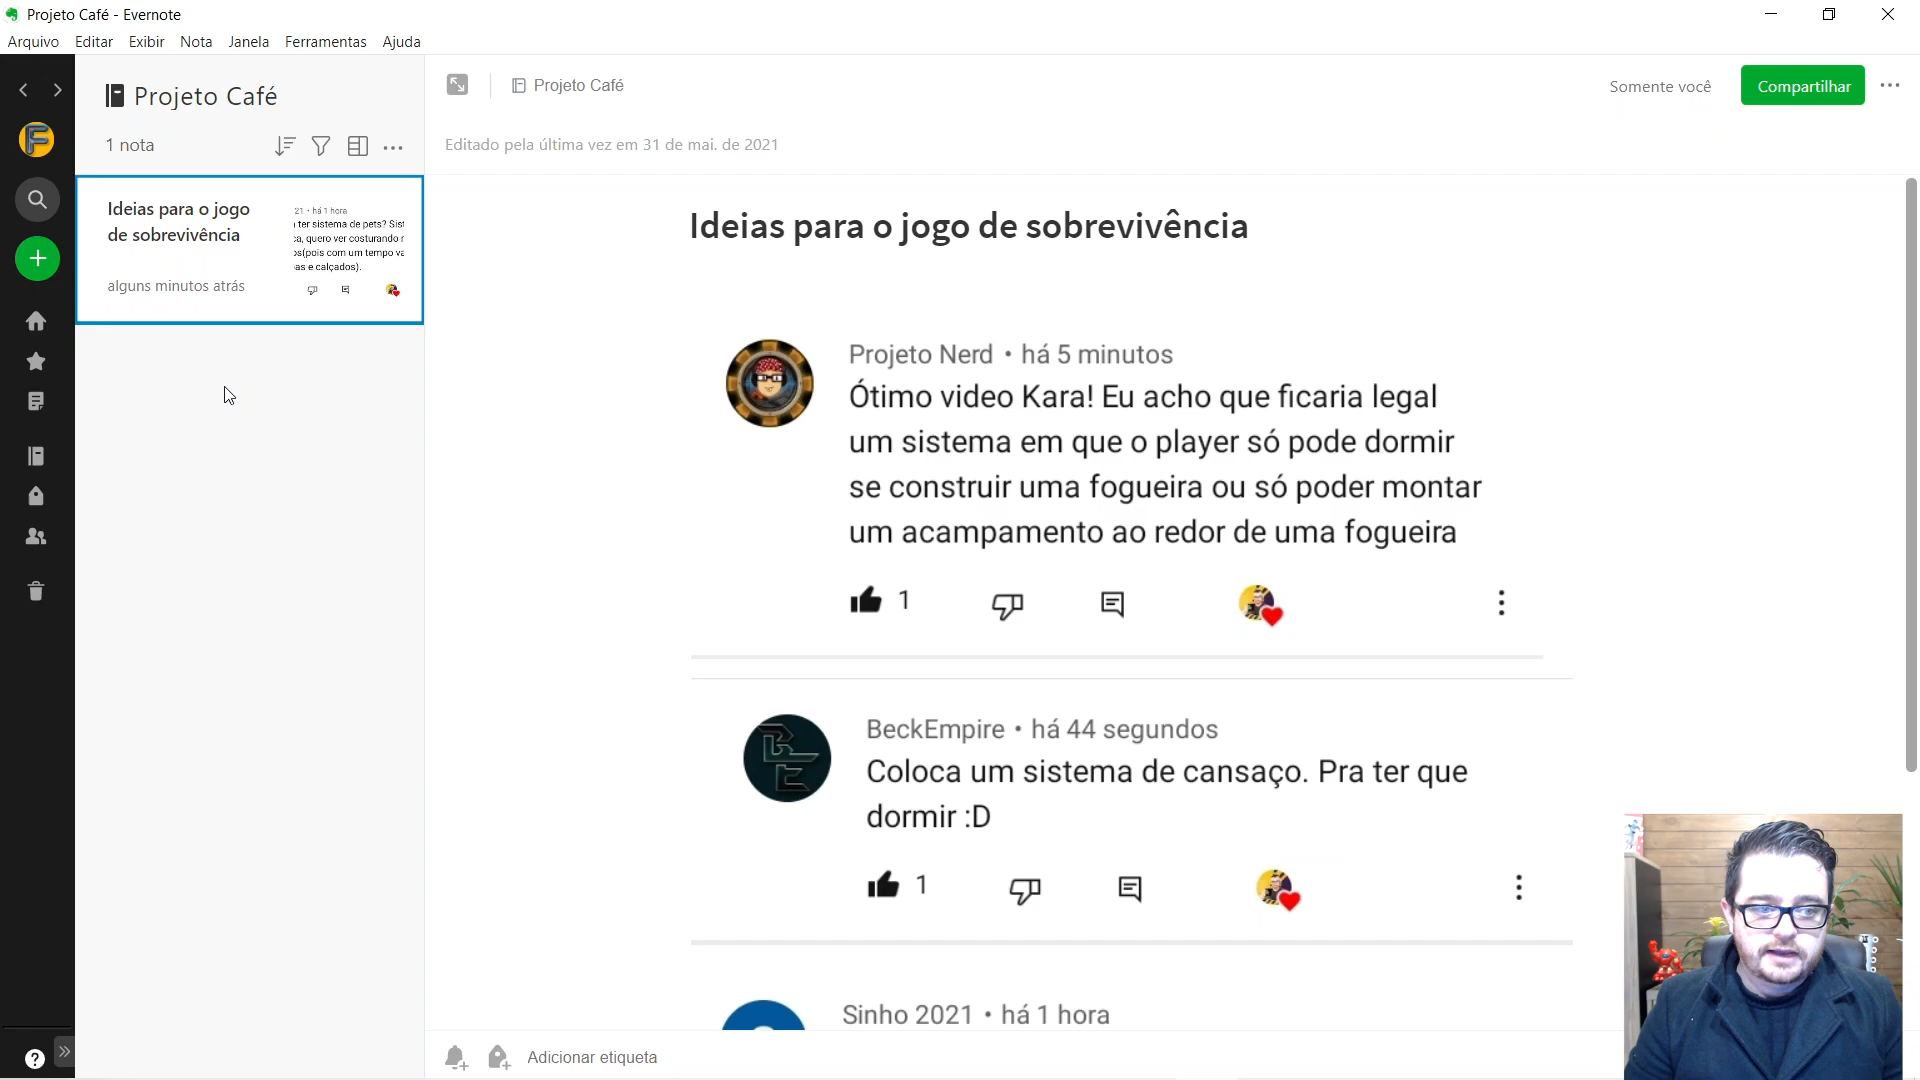 Projeto Café - Evernote
Arquivo Editar Exibir Nota Janela Ferramentas Ajuda
Projeto Café
1 nota
Ideias para o jogo
de sobrevivência
alguns minutos atrás
21 • há 1 hora
ter sistema de pets? Sist
ca, quero ver costurando r
os(pois com um tempo va
as e calçados).
Projeto Café
Somente você
Compartilhar
Editado pela última vez em 31 de mai. de 2021
Ideias para o jogo de sobrevivência
Projeto Nerd • há 5 minutos
Ótimo video Kara! Eu acho que ficaria legal
um sistema em que o player só pode dormir
se construir uma fogueira ou só poder montar
um acampamento ao redor de uma fogueira
1
BeckEmpire • há 44 segundos
Coloca um sistema de cansaço. Pra ter que
dormir :D
1
Sinho 2021 • há 1 hora
Adicionar etiqueta